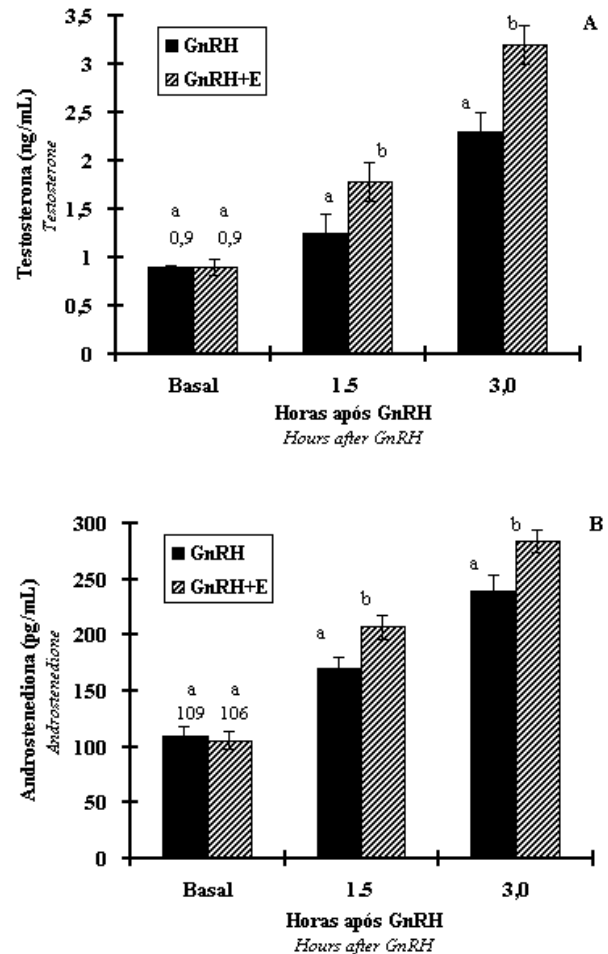 A
b
3,5
GnRH
GnRH+E
3
2,5
a
b
2
a
1,5
a a
0,9 0,9
1
0,5
0
Testosterona (ng/mL)
Testosterone
Basal 1.5 3,0
Horas após GnRH
Hours after GnRH
B
300
b
GnRH
GnRH+E
a
250
b
200
a
a a
150
109 106
100
50
0
Androstenediona (pg/mL)
Androstenedione
Basal 1.5 3,0
Horas após GnRH
Hours after GnRH